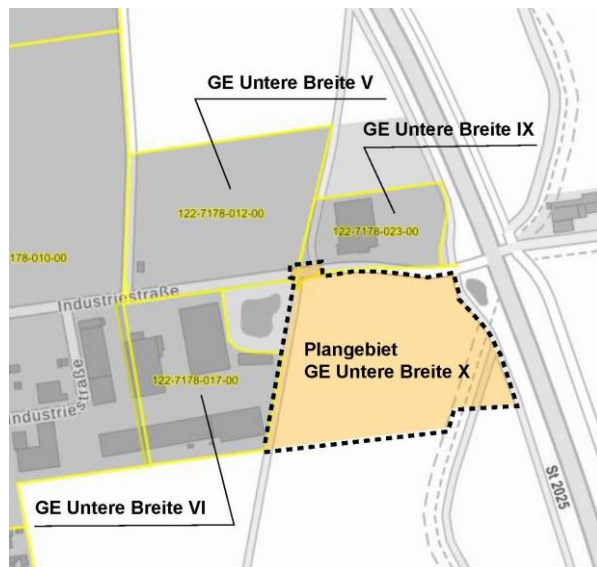 GE Untere Breite V
GE Untere Breite IX
122-7178-012-00
122-7178-023-00
178-010-00
Industriestraße
Plangebiet
GE Untere Breite X
122-7178-017-00
Industriestraße
St 2025
GE Untere Breite VI